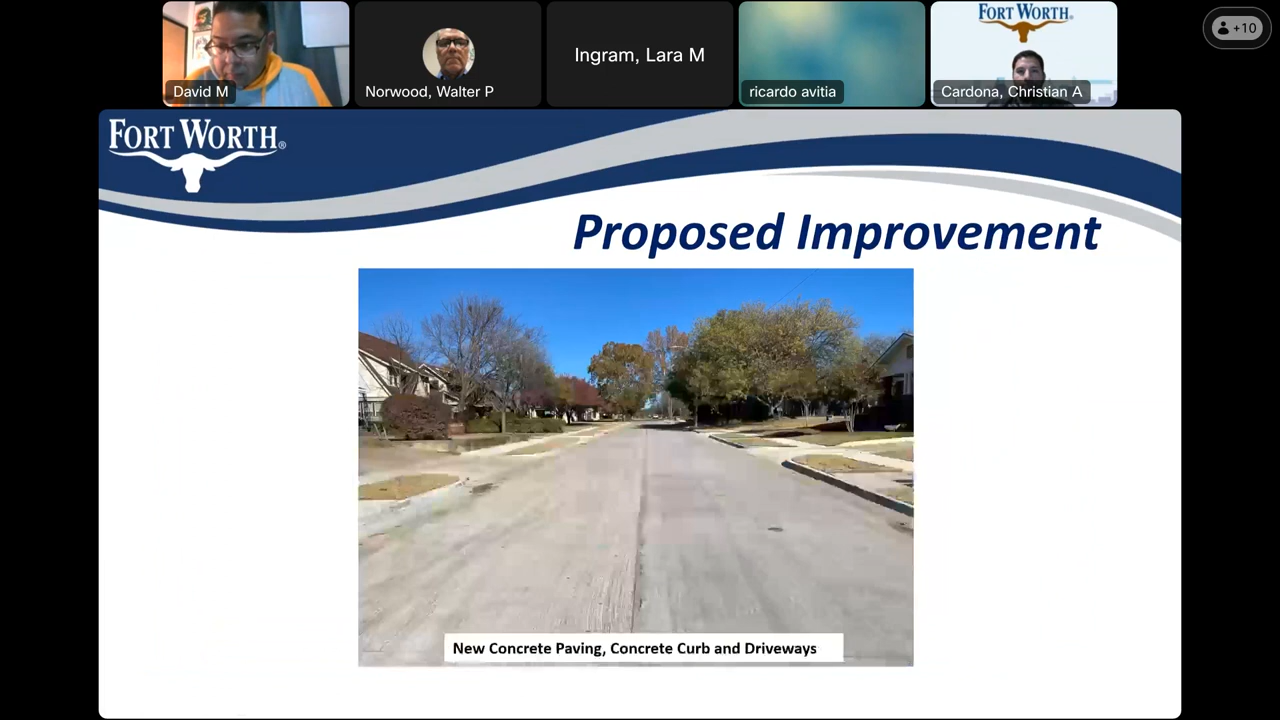 FORT WORTH®
David M
Norwood, Walter P
Ingram, Lara M
ricardo avitia
Cardona, Christian A
+10
FORT WORTH®
Proposed Improvement
New Concrete Paving, Concrete Curb and Driveways